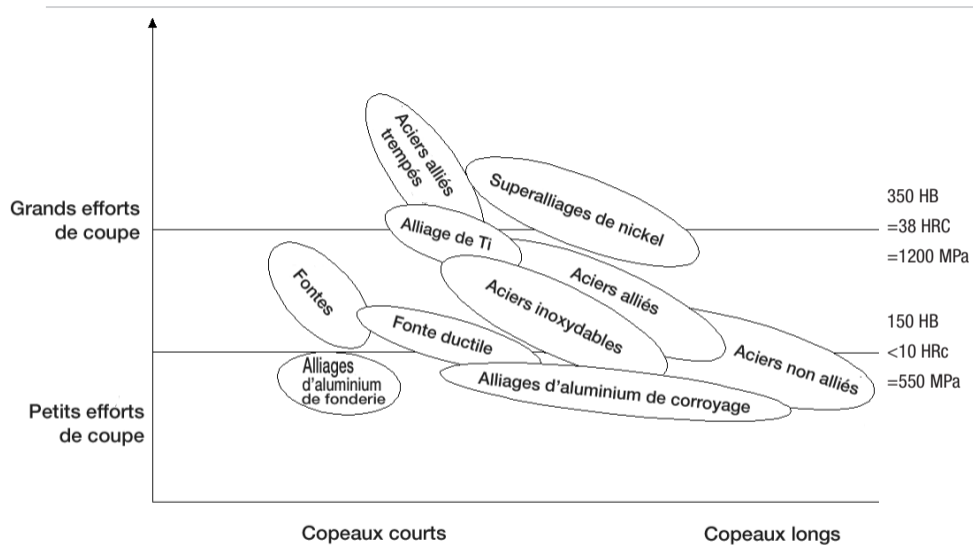 Aciers alliés
trempés
Superalliages de nickel
350 HB
Grands efforts
de coupe
=38 HRC
Alliage de Ti
=1200 MPa
Fontes
Aciers alliés
Aciers inoxydables
150 HB
Fonte ductile
<10 HRc
Aciers non alliés
Alliages
d'aluminium
de fonderie
Alliages d'aluminium de corroyage
=550 MPa
Petits efforts
de coupe
Copeaux courts
Copeaux longs